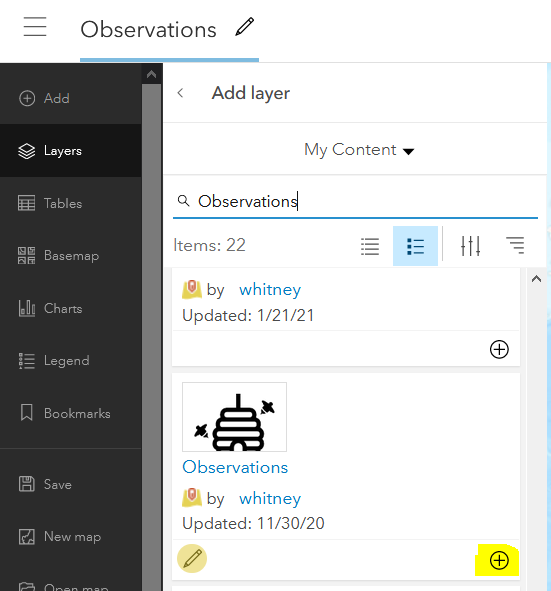 Observations
Add
Layers
Tables
Basemap
Charts
Legend
Bookmarks
Save
New map
Open map
Add layer
My Content
Observations
Items: 22
by whitney
Updated: 1/21/21
Observations
by whitney
Updated: 11/30/20